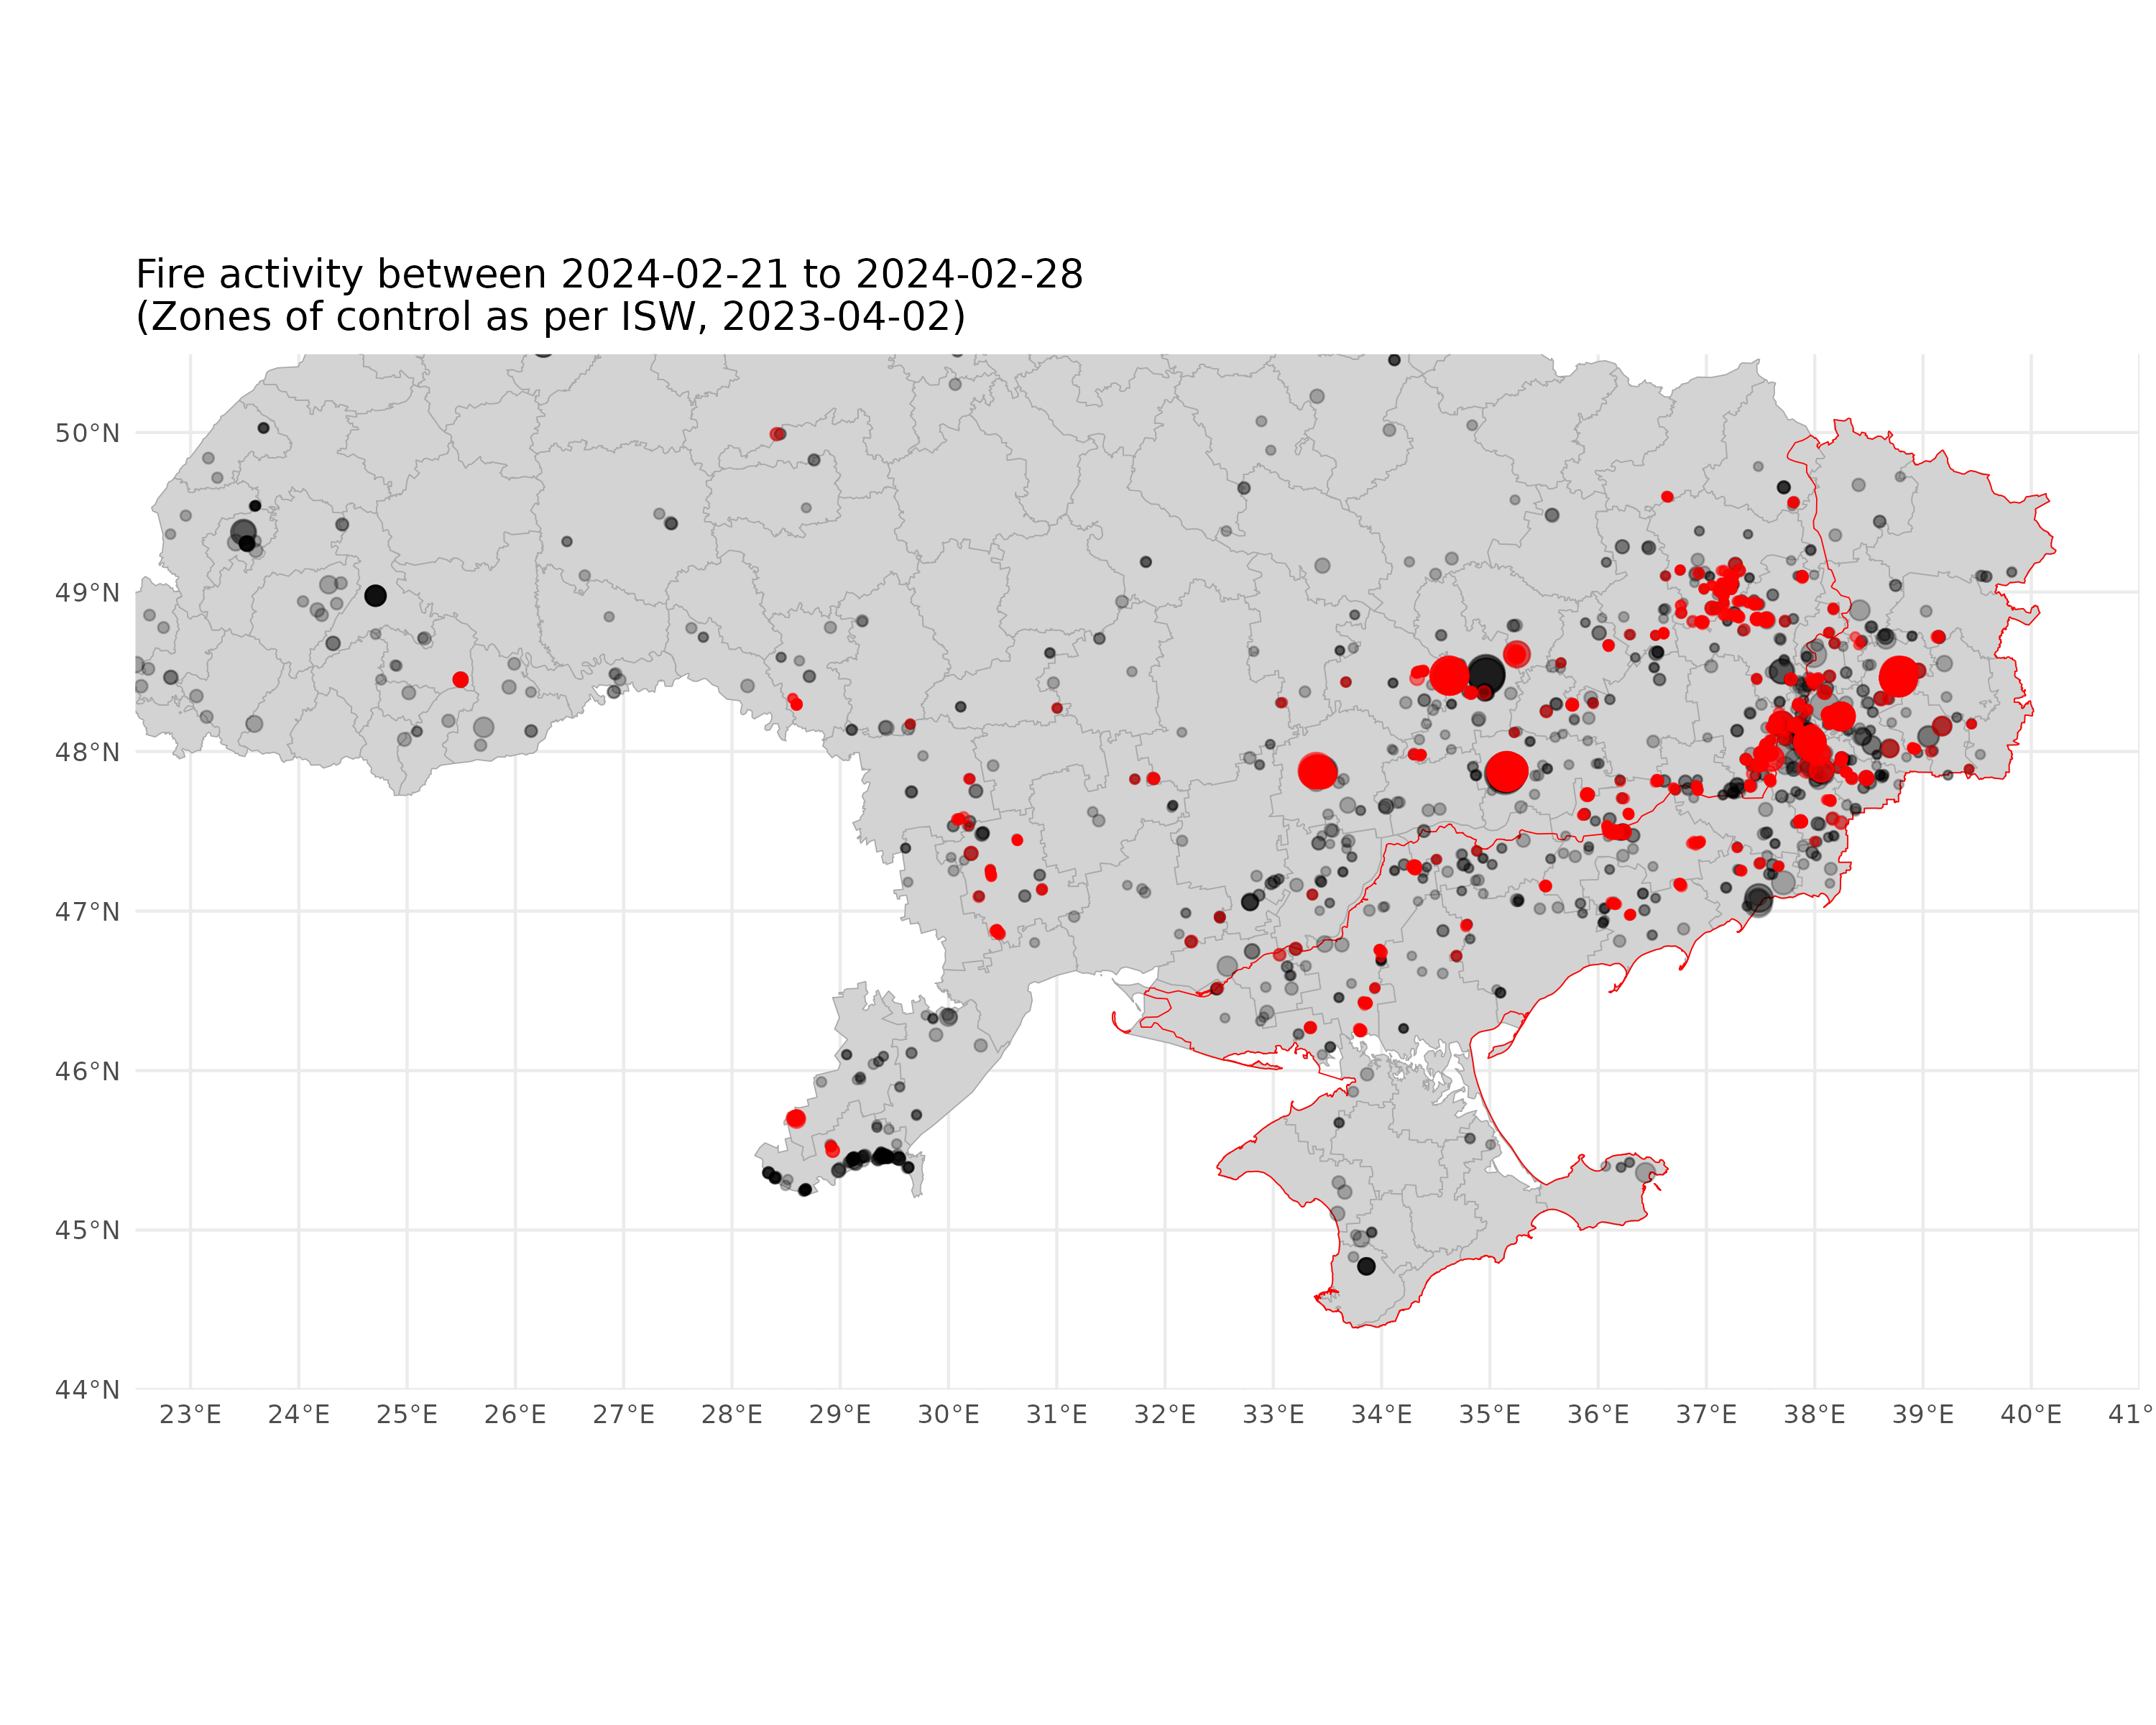 Fire activity between 2024-02-21 to 2024-02-28
(Zones of control as per ISW, 2023-04-02)
50°N
49°N
48°N
47°N
46°N
45°N
44°N
23°E 24°E 25°E 26°E 27°E 28°E 29°E 30°E 31°E 32°E 33°E 34°E 35°E 36°E 37°E 38°E 39°E 40°E 41°